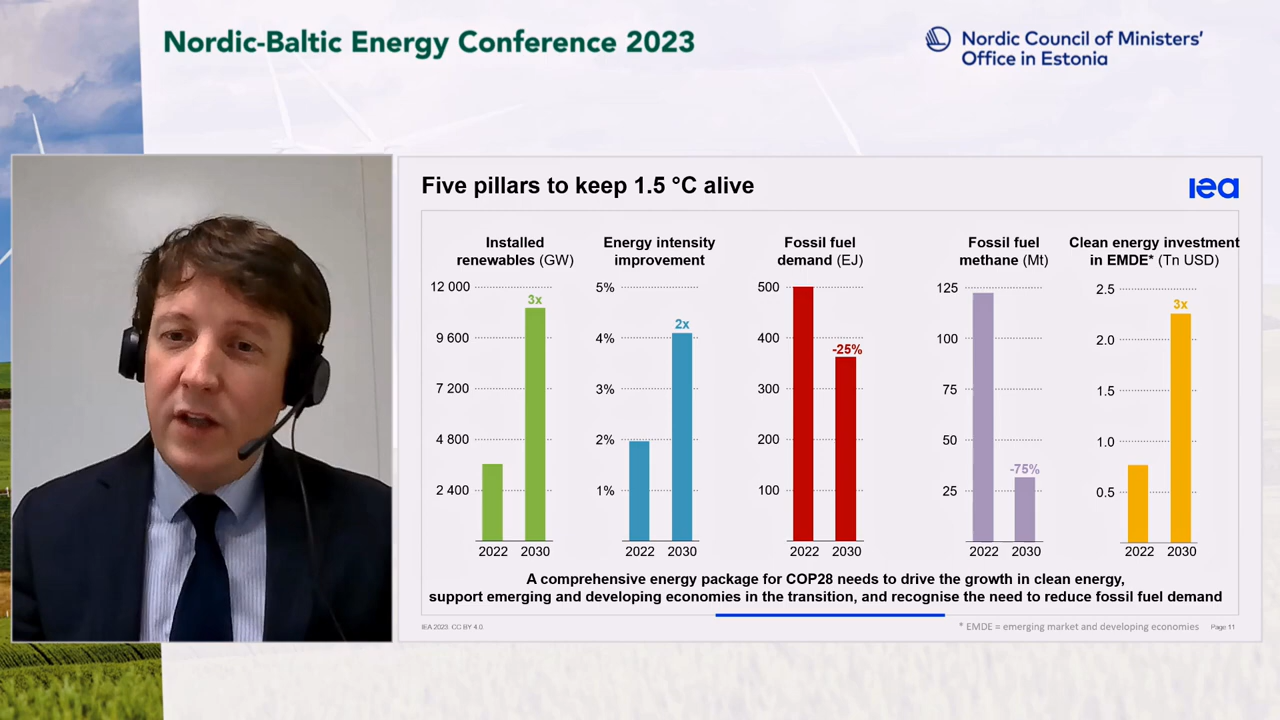 Nordic-Baltic Energy Conference 2023
Nordic Council of Ministers'
Office in Estonia
Five pillars to keep 1.5 °C alive
iea
Installed
renewables (GW)
12 000
9 600
7 200
4 800
2 400
3x
2022 2030
Energy intensity
improvement
5%
4%
3%
2%
1%
2x
2022 2030
Fossil fuel
demand (EJ)
500
400
300
200
100
-25%
2022 2030
Fossil fuel
methane (Mt)
125
100
75
50
25
-75%
2022 2030
Clean energy investment
in EMDE* (Tn USD)
2.5
2.0
1.5
1.0
0.5
3x
2022 2030
A comprehensive energy package for COP28 needs to drive the growth in clean energy,
support emerging and developing economies in the transition, and recognise the need to reduce fossil fuel demand
IEA 2023. CC BY 4.0.
* EMDE = emerging market and developing economies
Page 11